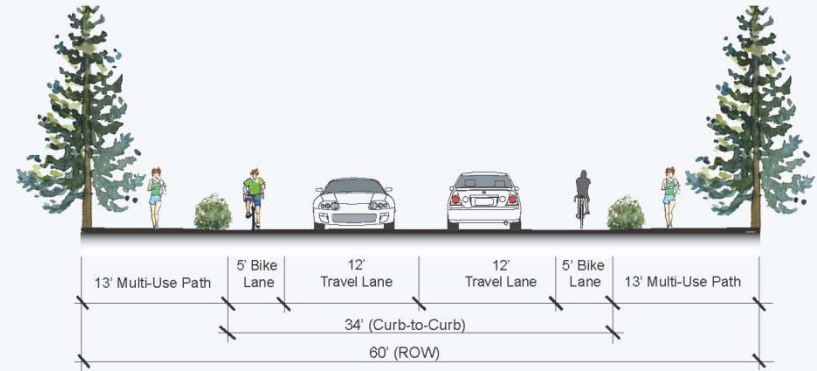 13' Multi-Use Path
5' Bike
Lane
12'
Travel Lane
12'
Travel Lane
5' Bike
Lane
13' Multi-Use Path
34' (Curb-to-Curb)
60' (ROW)